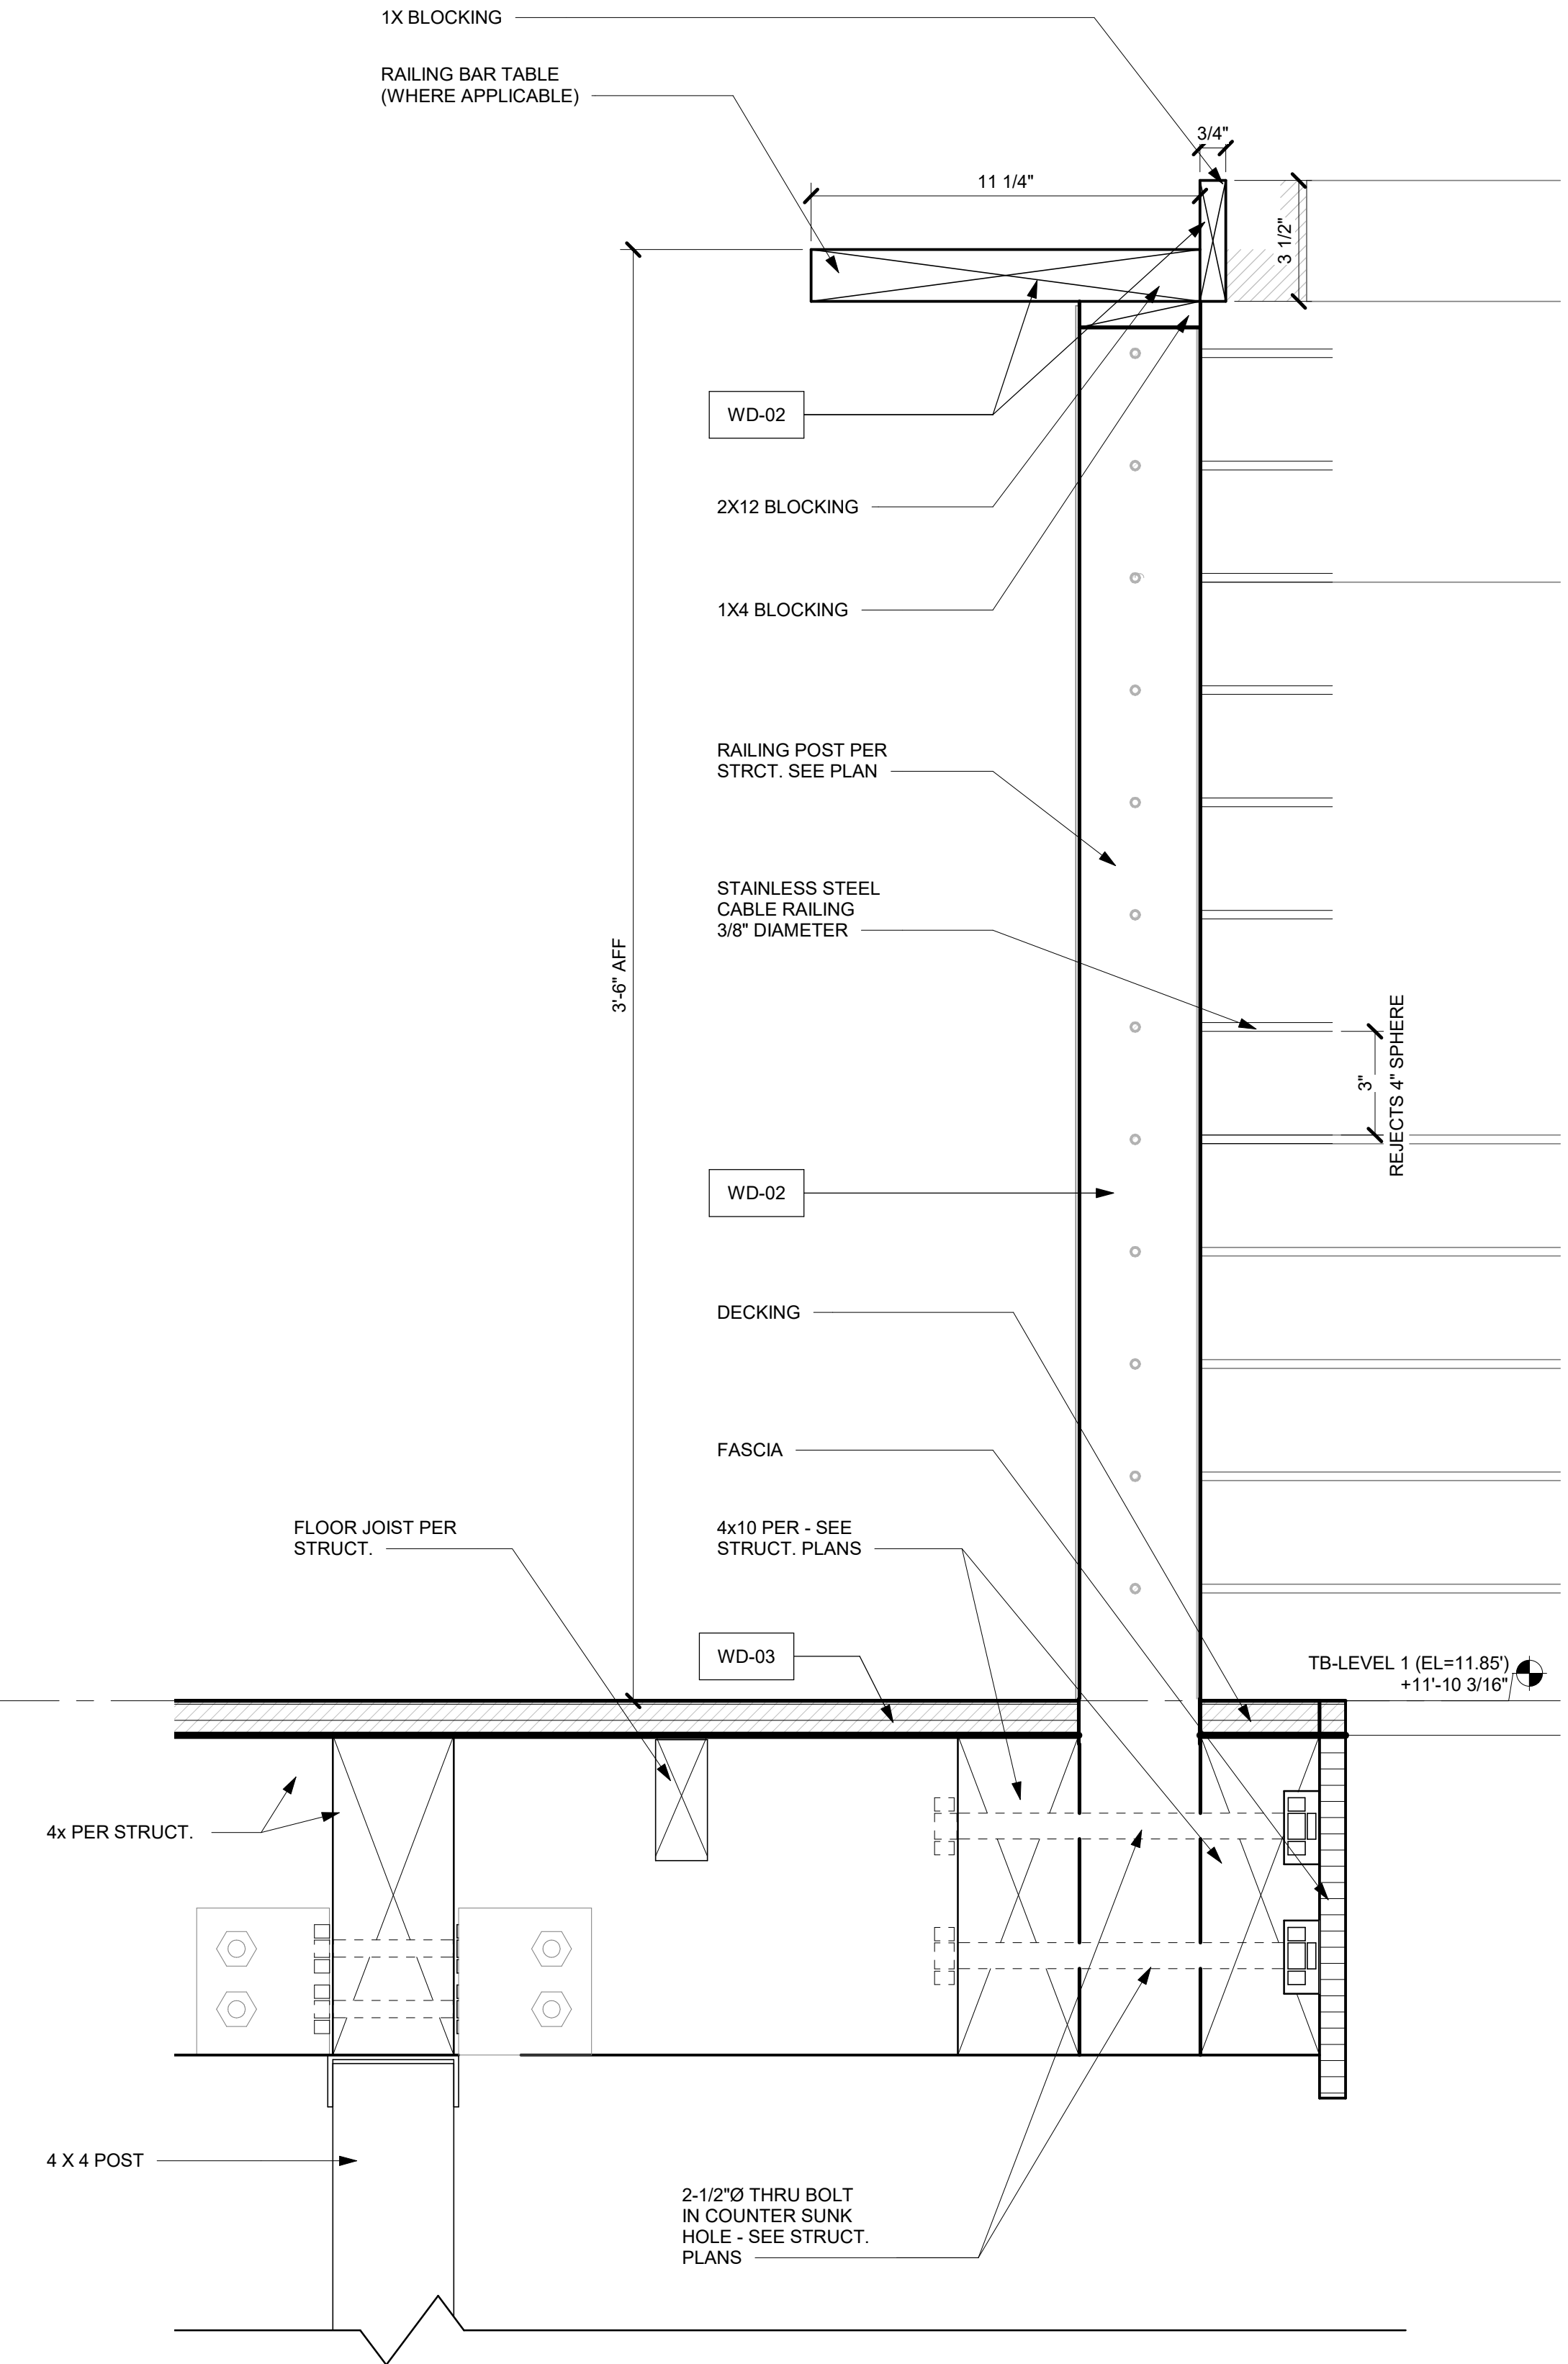 1X BLOCKING
RAILING BAR TABLE
(WHERE APPLICABLE)
3/4"
11 1/4"
3 1/2"
WD-02
2X12 BLOCKING
1X4 BLOCKING
RAILING POST PER
STRCT. SEE PLAN
STAINLESS STEEL
CABLE RAILING
3/8" DIAMETER
3'-6" AFF
3"
REJECTS 4" SPHERE
WD-02
DECKING
FASCIA
FLOOR JOIST PER
STRUCT.
4x10 PER - SEE
STRUCT. PLANS
WD-03
TB-LEVEL 1 (EL=11.85')
+11'-10 3/16"
4x PER STRUCT.
4 X 4 POST
2-1/2"Ø THRU BOLT
IN COUNTER SUNK
HOLE - SEE STRUCT.
PLANS